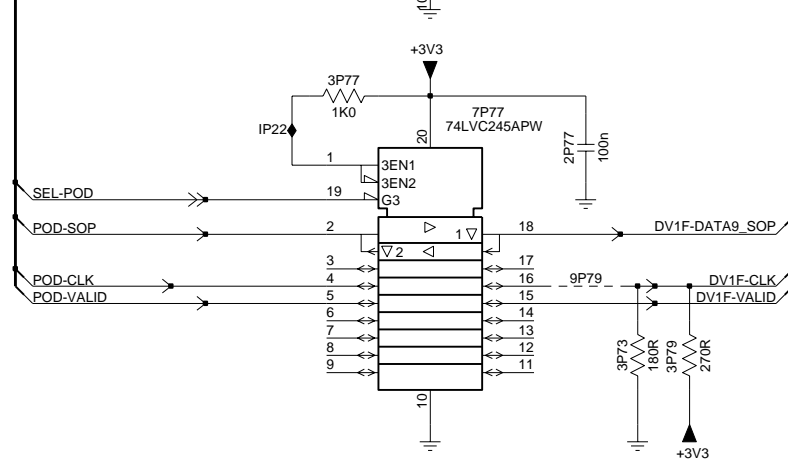 10
+3V3
3P77
1K0
IP22
7P77
74LVC245APW
20
2P77
100n
1
3EN1
3EN2
SEL-POD
19
G3
POD-SOP
2
1
18
DV1F-DATA9_SOP
2
3
17
POD-CLK
4
16
9P79
DV1F-CLK
POD-VALID
5
15
DV1F-VALID
6
14
7
13
8
12
9
11
3P73
180R
3P79
270R
10
+3V3